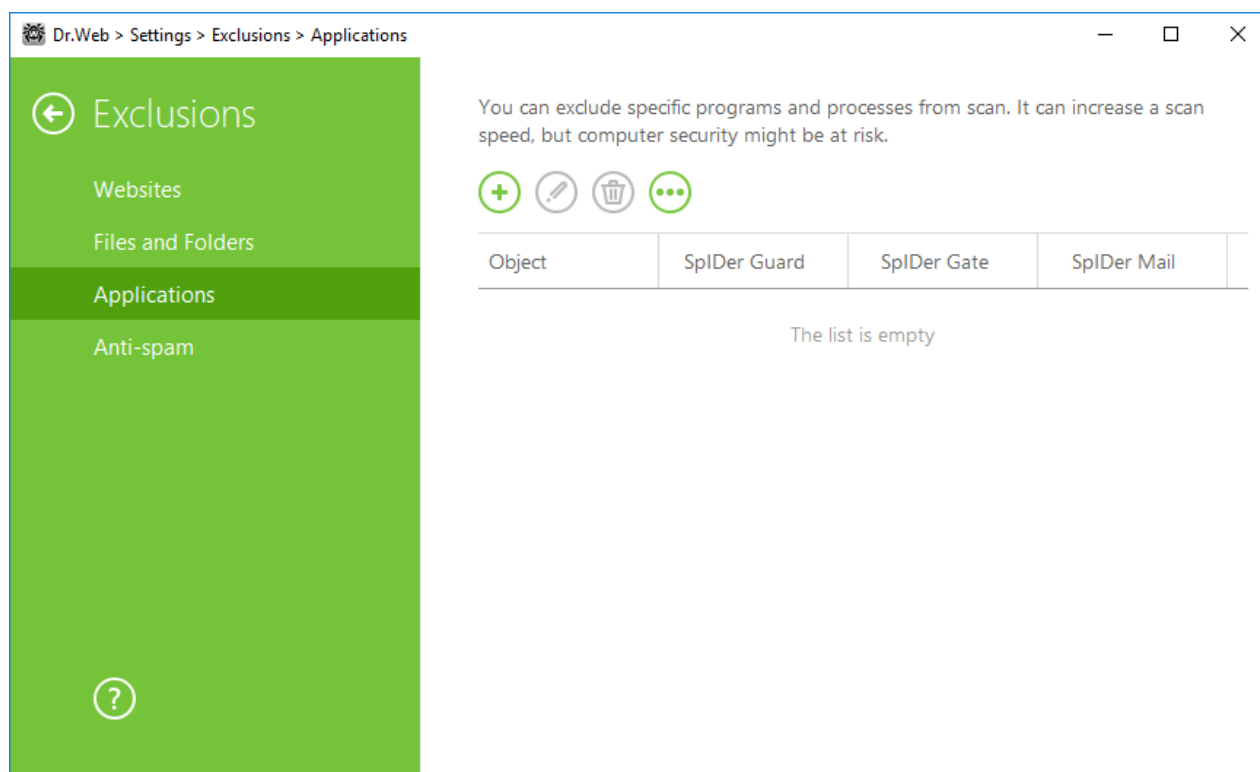 Dr.Web > Settings > Exclusions > Applications
Exclusions
Websites
Files and Folders
Applications
Anti-spam
?
You can exclude specific programs and processes from scan. It can increase a scan
speed, but computer security might be at risk.
Object SpIDer Guard SpIDer Gate SpIDer Mail
The list is empty